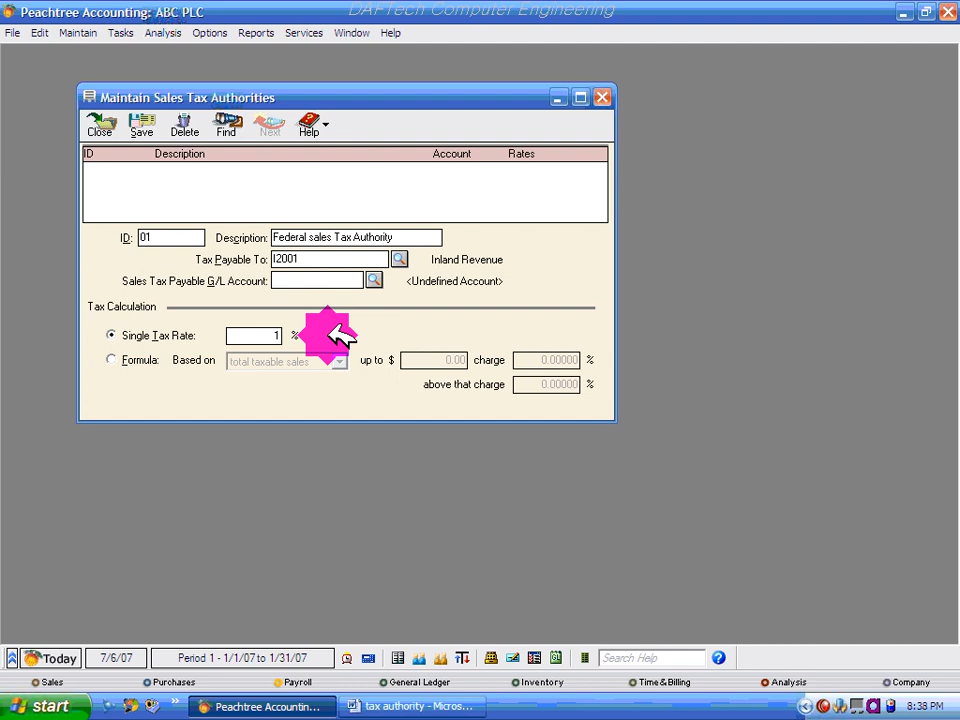 Peachtree Accounting: ABC PLC
DAFTech Computer Engineering
File Edit Maintain Tasks Analysis Options Reports Services Window Help
Maintain Sales Tax Authorities
Close Save Delete Find Next Help
ID Description Account Rates
ID: 01 Description: Federal sales Tax Authority
Tax Payable To: I2001 Inland Revenue
Sales Tax Payable G/L Account: <Undefined Account>
Tax Calculation
Single Tax Rate: 1 %
Formula: Based on total taxable sales up to $ 0.00 charge 0.00000 %
above that charge 0.00000 %
Today 7/6/07 Period 1 - 1/1/07 to 1/31/07 Search Help
Sales Purchases Payroll General Ledger Inventory Time & Billing Analysis Company
start Peachtree Accountin... tax authority - Micros... 8:38 PM